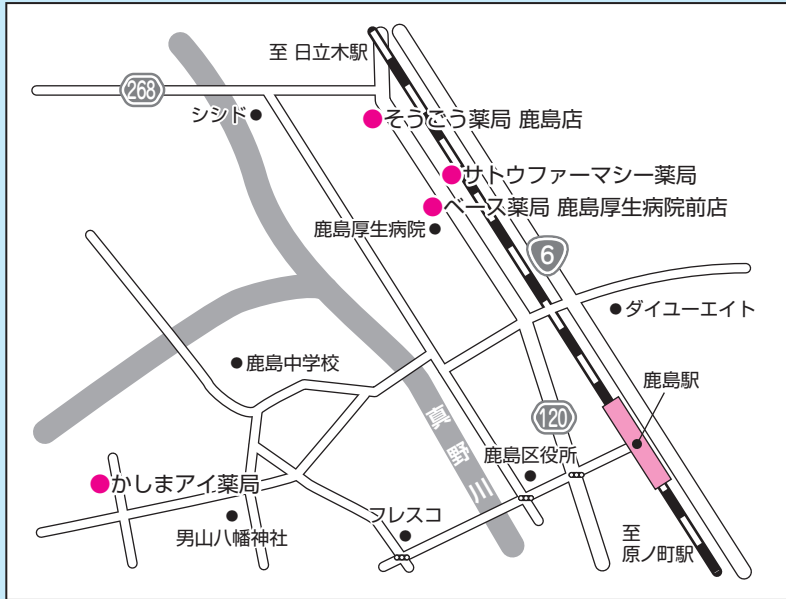 至 日立木駅
268
シシド
そうごう薬局 鹿島店
サトウファーマシー薬局
ベース薬局 鹿島厚生病院前店
鹿島厚生病院
6
ダイユーエイト
鹿島中学校
鹿島駅
真野川
120
鹿島区役所
かしまアイ薬局
フレスコ
男山八幡神社
至
原ノ町駅